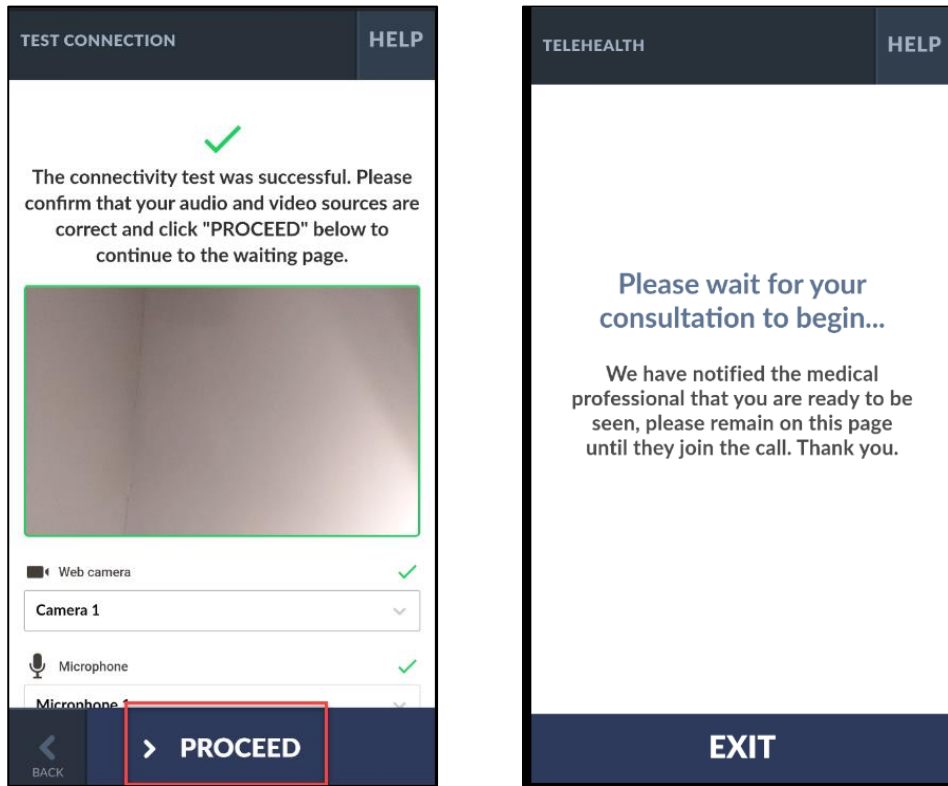 TEST CONNECTION
HELP
The connectivity test was successful. Please
confirm that your audio and video sources are
correct and click "PROCEED" below to
continue to the waiting page.
Web camera
Camera 1
Microphone
Microphone 1
BACK
PROCEED
TELEHEALTH
HELP
Please wait for your
consultation to begin...
We have notified the medical
professional that you are ready to be
seen, please remain on this page
until they join the call. Thank you.
EXIT